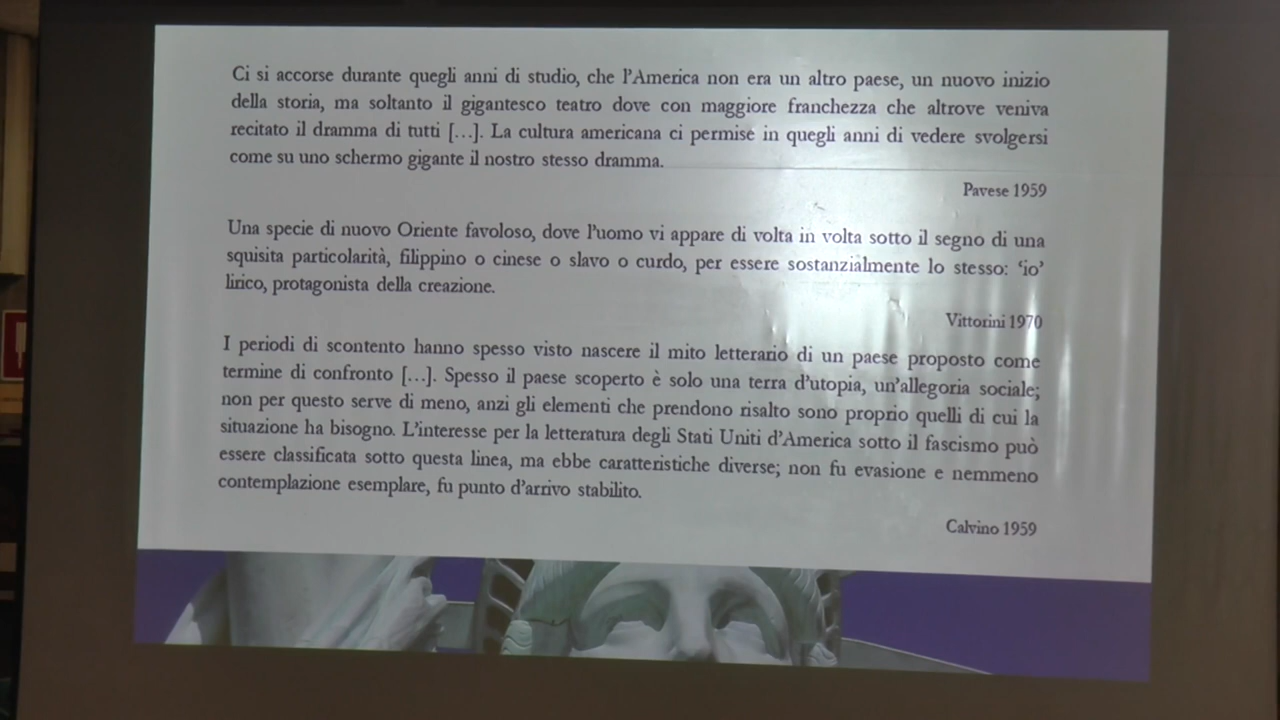 Ci si accorse durante quegli anni di studio, che l'America non era un altro paese, un nuovo inizio
della storia, ma soltanto il gigantesco teatro dove con maggiore franchezza che altrove veniva
recitato il dramma di tutti […]. La cultura americana ci permise in quegli anni di vedere svolgersi
come su uno schermo gigante il nostro stesso dramma.
Pavese 1959
Una specie di nuovo Oriente favoloso, dove l'uomo vi appare di volta in volta sotto il segno di una
squisita particolarità, filippino o cinese o slavo o curdo, per essere sostanzialmente lo stesso: 'io'
lirico, protagonista della creazione.
Vittorini 1970
I periodi di scontento hanno spesso visto nascere il mito letterario di un paese proposto come
termine di confronto […]. Spesso il paese scoperto è solo una terra d'utopia, un'allegoria sociale;
non per questo serve di meno, anzi gli elementi che prendono risalto sono proprio quelli di cui la
situazione ha bisogno. L'interesse per la letteratura degli Stati Uniti d'America sotto il fascismo può
essere classificata sotto questa linea, ma ebbe caratteristiche diverse; non fu evasione e nemmeno
contemplazione esemplare, fu punto d'arrivo stabilito.
Calvino 1959